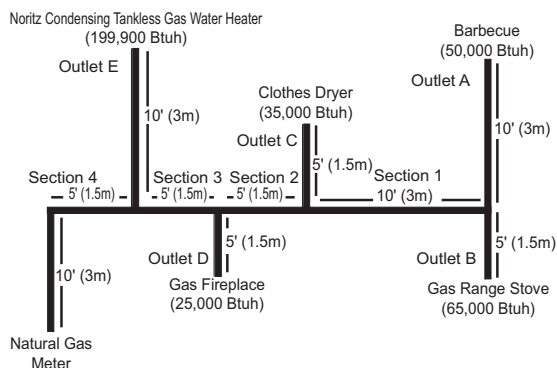 Noritz Condensing Tankless Gas Water Heater
(199,900 Btuh)
Outlet E
10' (3m)
Barbecue
(50,000 Btuh)
Outlet A
10' (3m)
Clothes Dryer
(35,000 Btuh)
Outlet C
5' (1.5m)
Section 4
5' (1.5m)
Section 3
5' (1.5m)
Section 2
5' (1.5m)
Section 1
10' (3m)
10' (3m)
Outlet D
5' (1.5m)
Gas Fireplace
(25,000 Btuh)
Outlet B
5' (1.5m)
Gas Range Stove
(65,000 Btuh)
Natural Gas
Meter